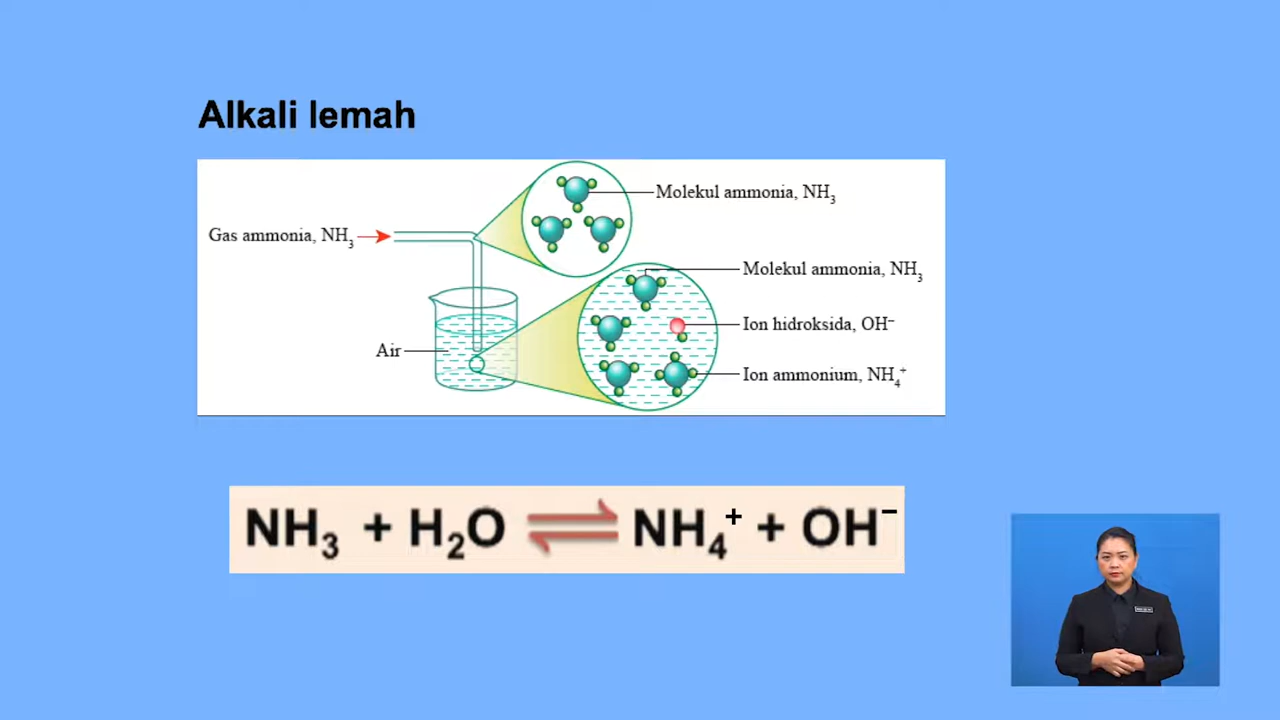 Alkali lemah
Molekul ammonia, NH₃
Gas ammonia, NH₃
Molekul ammonia, NH₃
Ion hidroksida, OH⁻
Air
Ion ammonium, NH₄⁺
NH₃ + H₂O ⇌ NH₄⁺ + OH⁻